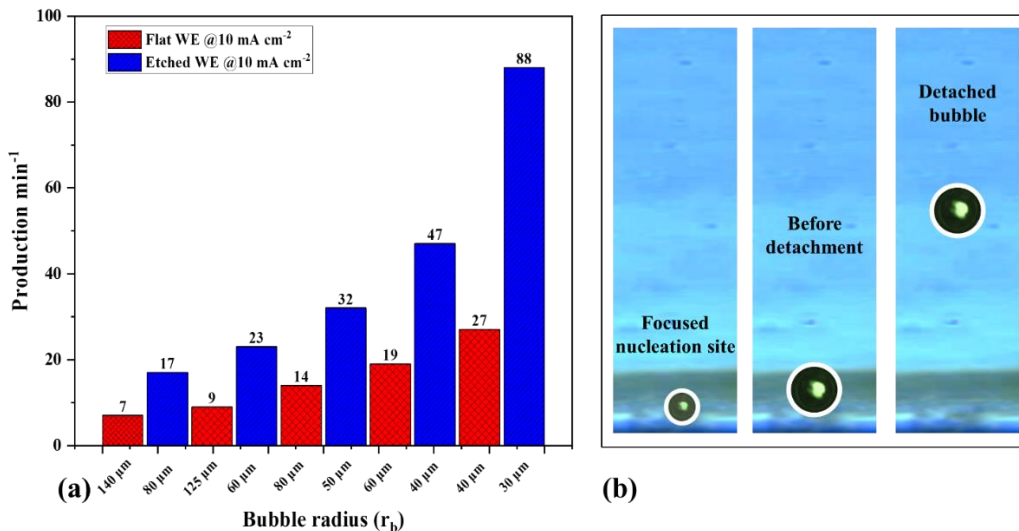 100
80
60
40
20
0
Production min⁻¹
Flat WE @10 mA cm⁻²
Etched WE @10 mA cm⁻²
7
17
9
23
14
32
19
47
27
88
140 µm
80 µm
125 µm
60 µm
80 µm
50 µm
60 µm
40 µm
40 µm
30 µm
Bubble radius (r_b)
(a)
Focused
nucleation site
Before
detachment
Detached
bubble
(b)